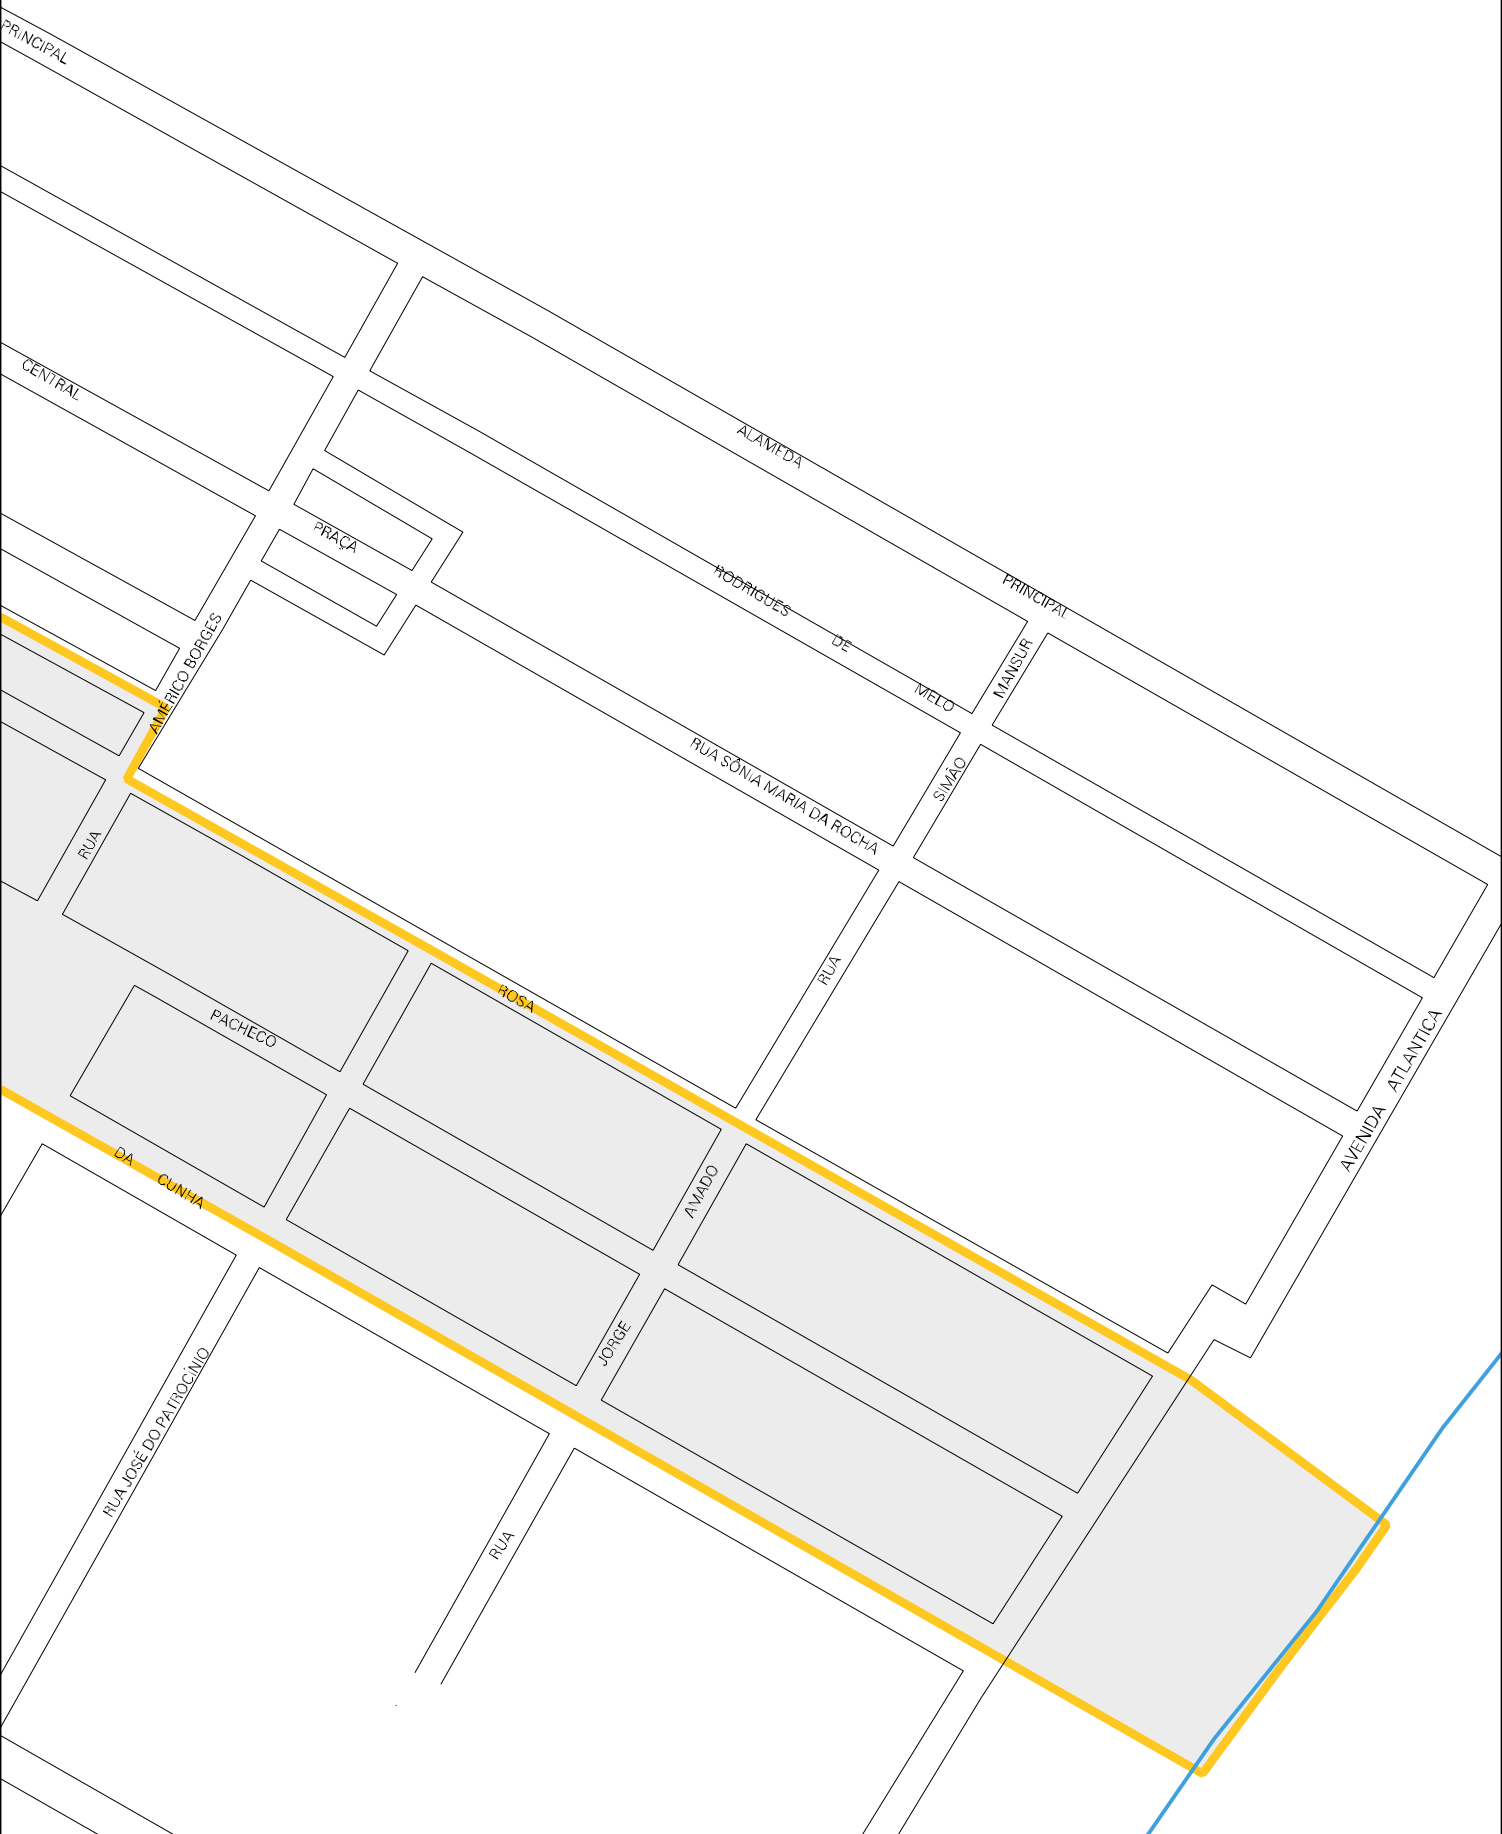 PRINCIPAL
CENTRAL
ALAMEDA
PRAÇA
RODRIGUES
PRINCIPAL
DE
MANSUR
MELO
AMÉRICO BORGES
RUA SÔNIA MARIA DA ROCHA
SIMÃO
RUA
RUA
ROSA
PACHECO
ATLANTICA
AVENIDA
DA
CUNHA
AMADO
JORGE
RUA JOSÉ DO PATROCÍNIO
RUA